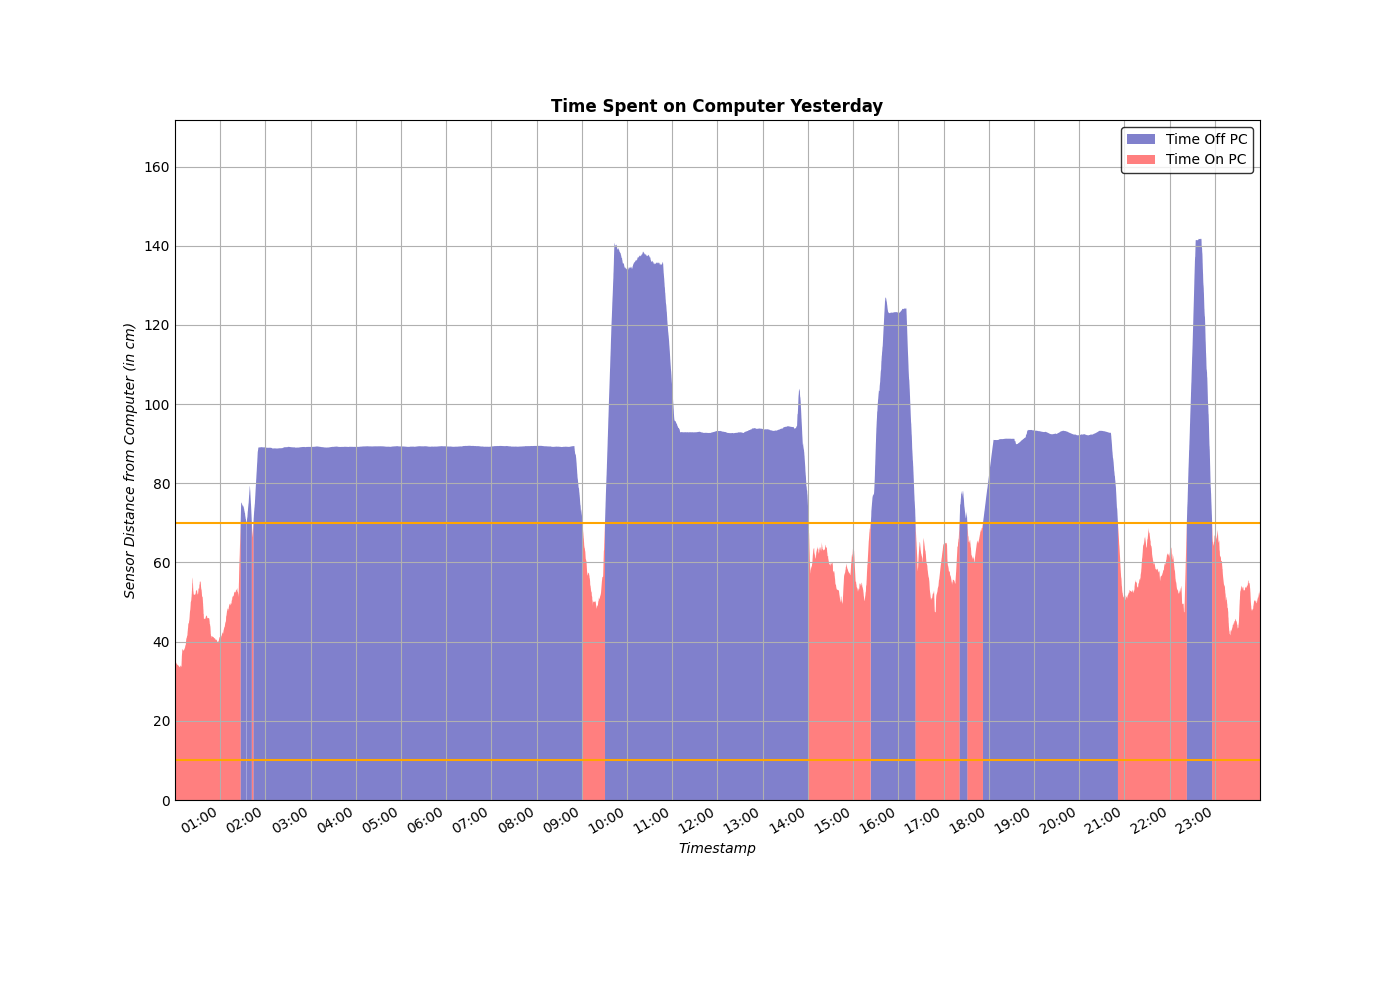 Time Spent on Computer Yesterday
Time Off PC
Time On PC
160
140
120
100
80
60
40
20
0
Sensor Distance from Computer (in cm)
01:00 02:00 03:00 04:00 05:00 06:00 07:00 08:00 09:00 10:00 11:00 12:00 13:00 14:00 15:00 16:00 17:00 18:00 19:00 20:00 21:00 22:00 23:00
Timestamp